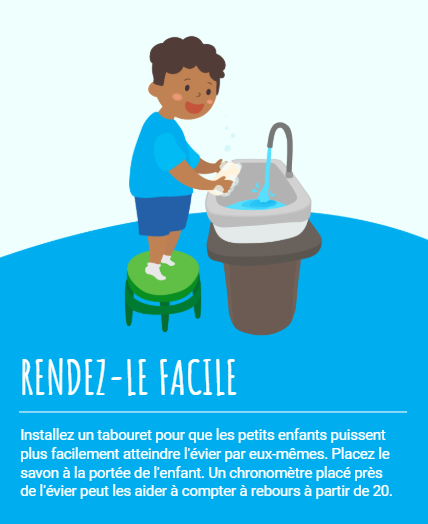 RENDEZ-LE FACILE
Installez un tabouret pour que les petits enfants puissent
plus facilement atteindre l'évier par eux-mêmes. Placez le
savon à la portée de l'enfant. Un chronomètre placé près
de l'évier peut les aider à compter à rebours à partir de 20.